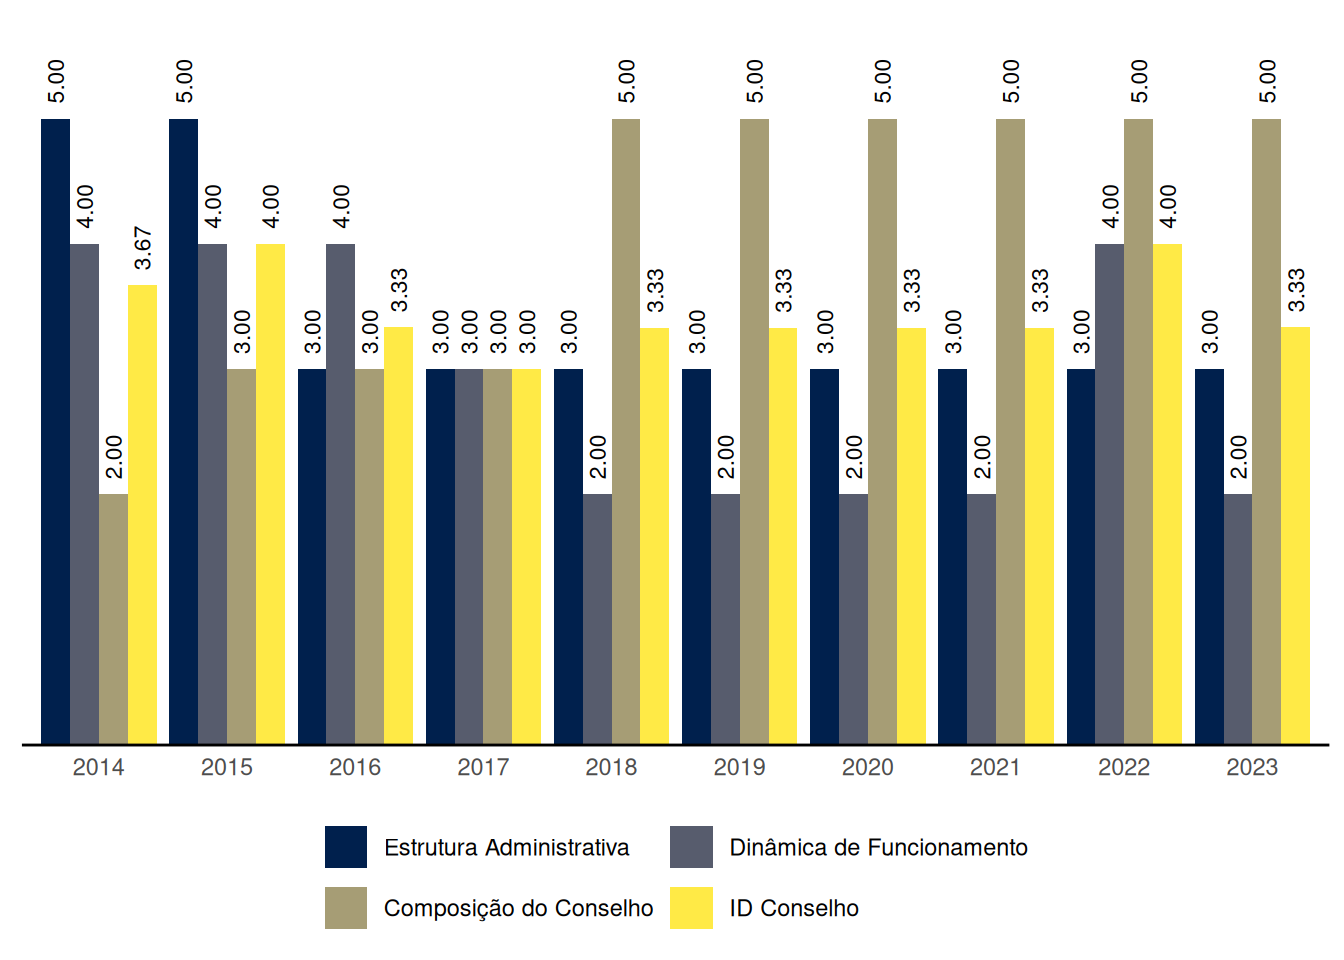 5.00 4.00 2.00 3.67 5.00 4.00 3.00 4.00 3.00 4.00 3.00 3.33 3.00 3.00 3.00 3.00 3.00 2.00 5.00 3.33 3.00 2.00 5.00 3.33 3.00 2.00 5.00 3.33 3.00 2.00 5.00 3.33 3.00 4.00 5.00 4.00 3.00 2.00 5.00 3.33
2014 2015 2016 2017 2018 2019 2020 2021 2022 2023
Estrutura Administrativa Dinâmica de Funcionamento
Composição do Conselho ID Conselho